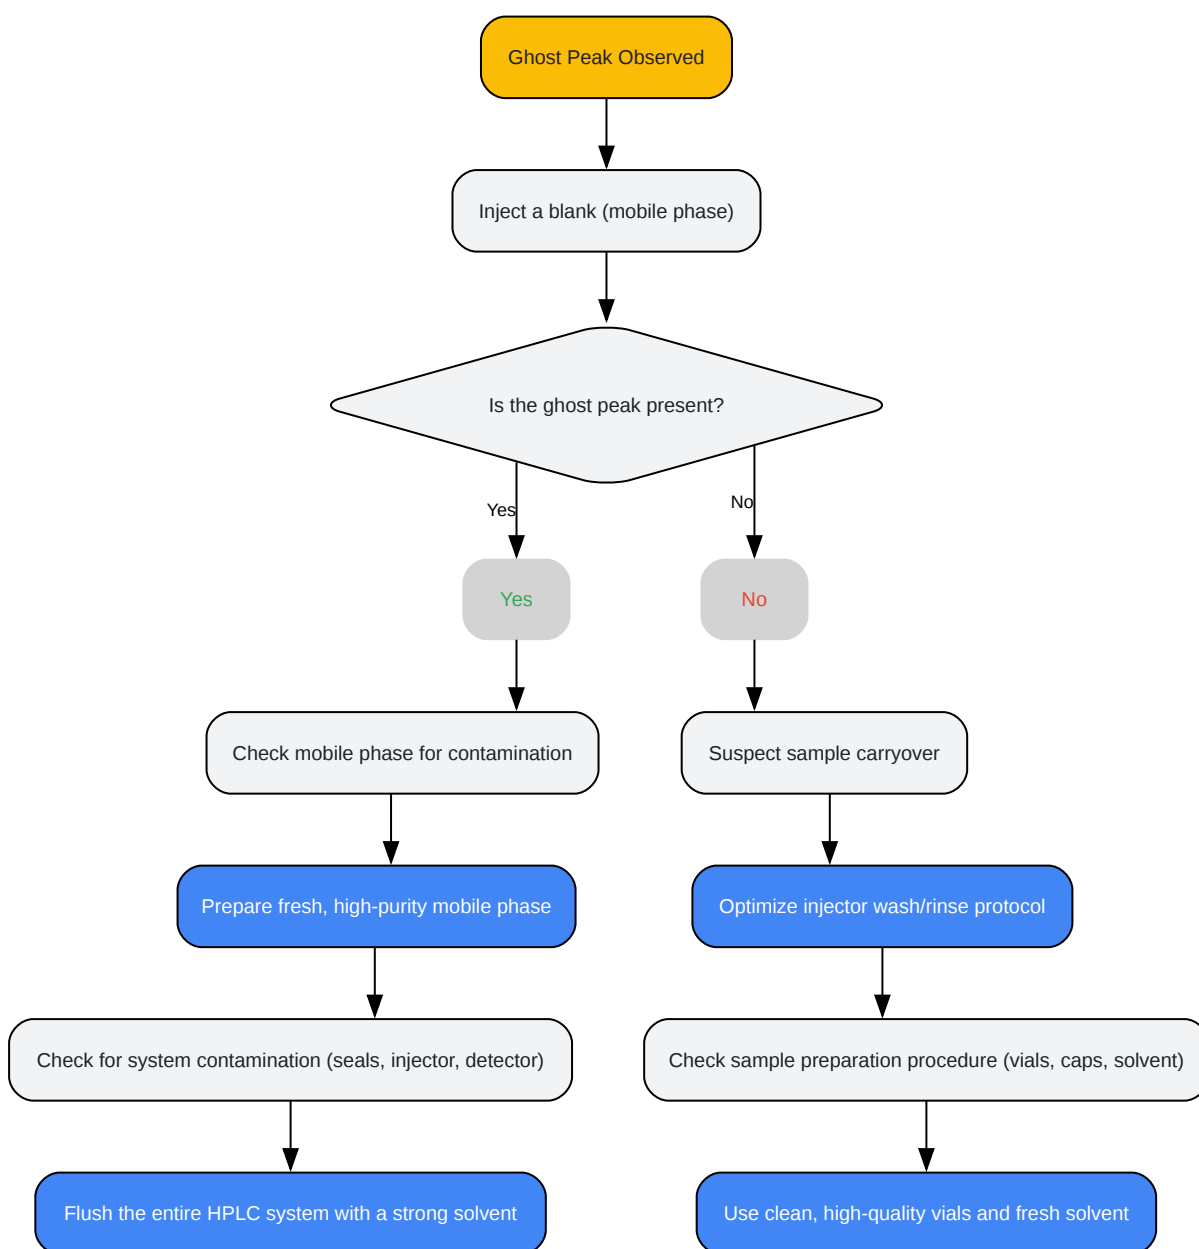 Ghost Peak Observed
Inject a blank (mobile phase)
Is the ghost peak present?
Yes
No
Yes
No
Check mobile phase for contamination
Suspect sample carryover
Prepare fresh, high-purity mobile phase
Optimize injector wash/rinse protocol
Check for system contamination (seals, injector, detector)
Check sample preparation procedure (vials, caps, solvent)
Flush the entire HPLC system with a strong solvent
Use clean, high-quality vials and fresh solvent